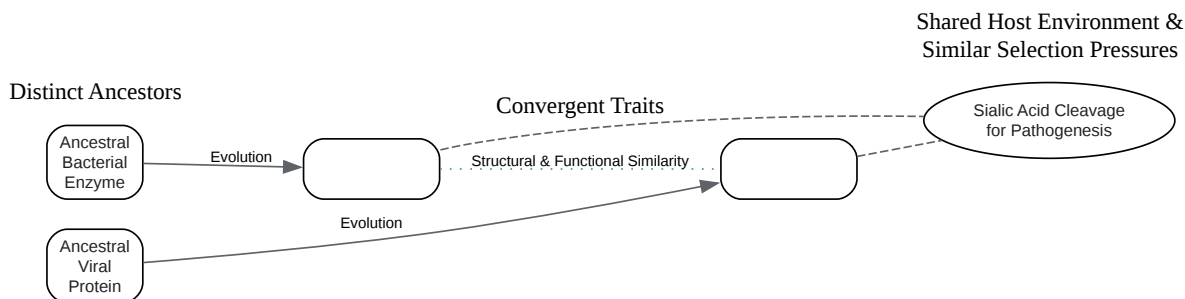 Shared Host Environment &
Similar Selection Pressures
Distinct Ancestors
Convergent Traits
Sialic Acid Cleavage
for Pathogenesis
Ancestral
Bacterial
Enzyme
Evolution
Structural & Functional Similarity
Evolution
Ancestral
Viral
Protein